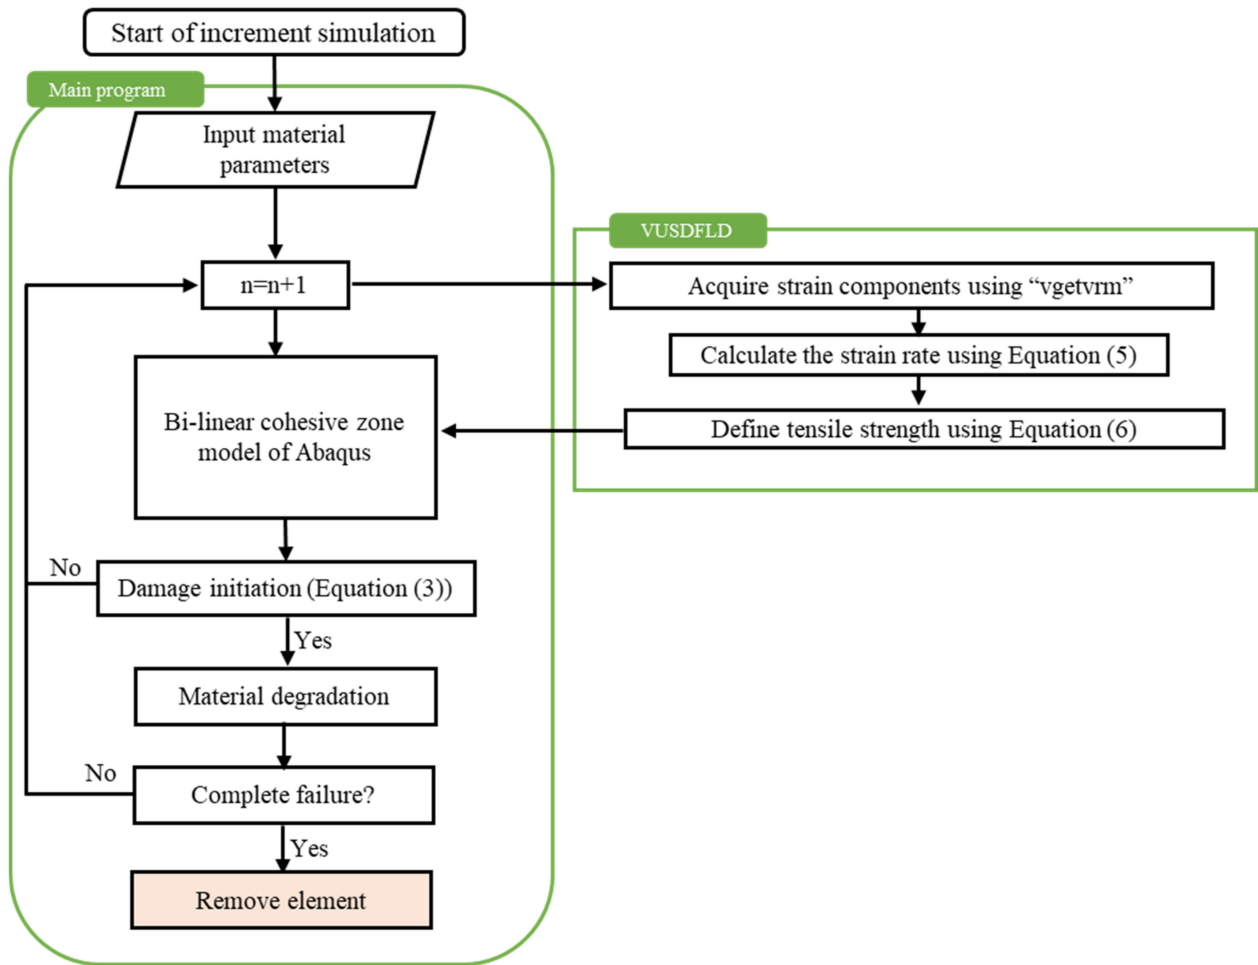 Start of increment simulation
Main program
Input material
parameters
n=n+1
VUSDFLD
Acquire strain components using “vgetvrm”
Calculate the strain rate using Equation (5)
Define tensile strength using Equation (6)
Bi-linear cohesive zone
model of Abaqus
No
Damage initiation (Equation (3))
Yes
Material degradation
No
Complete failure?
Yes
Remove element